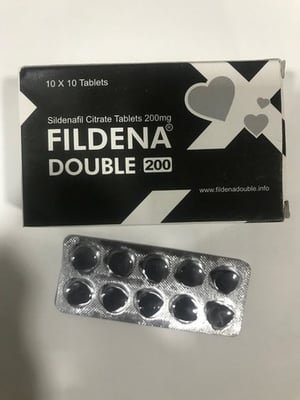 10 X 10 Tablets
Sildenafil Citrate Tablets 200mg
FILDENA®
DOUBLE 200
www.fildenadouble.info